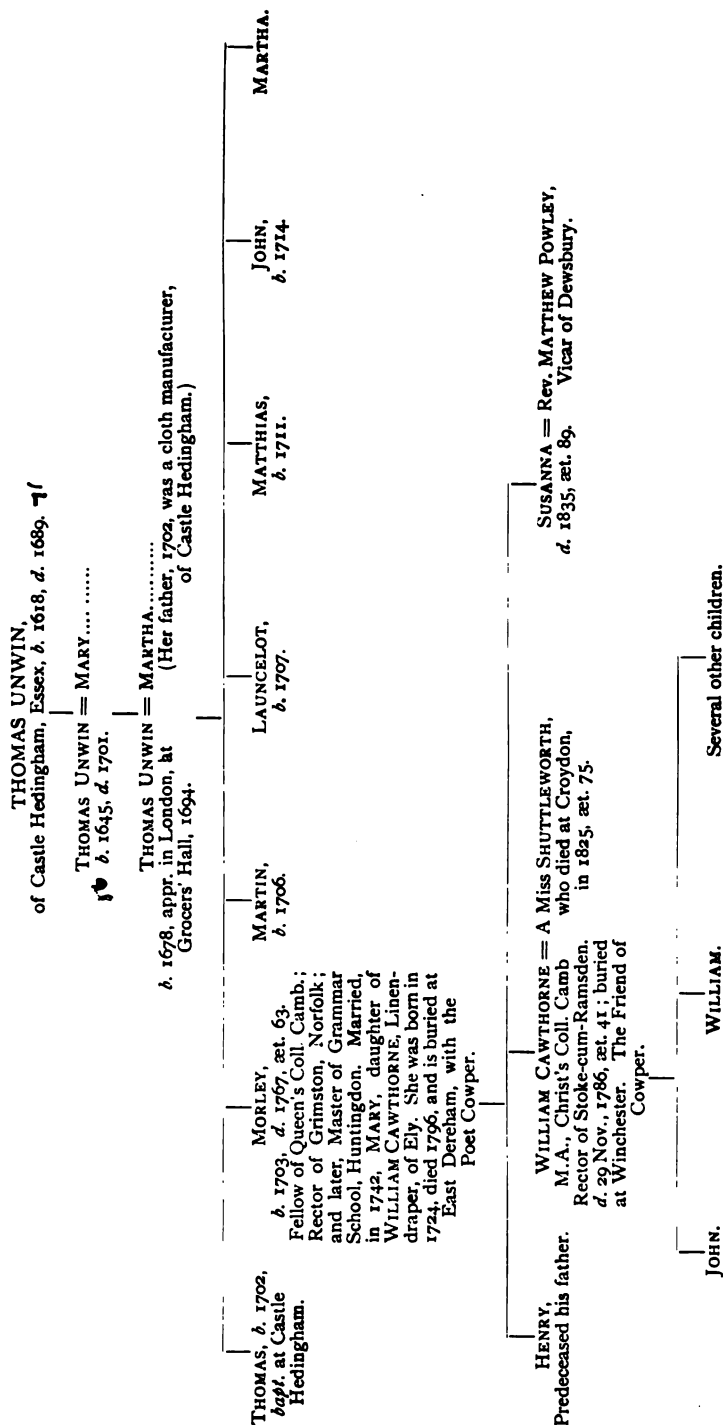 THOMAS UNWIN,
of Castle Hedingham, Essex, b. 1618, d. 1689. 71
THOMAS UNWIN = MARY.... ......
b. 1645, d. 1701.
THOMAS UNWIN = MARTHA..........
b. 1678, appr. in London, at
Grocers' Hall, 1694.
(Her father, 1702, was a cloth manufacturer,
of Castle Hedingham.)
THOMAS, b. 1702,
bapt. at Castle
Hedingham.
MORLEY,
b. 1703, d. 1767, æt. 63.
Fellow of Queen's Coll. Camb.;
Rector of Grimston, Norfolk;
and later, Master of Grammar
School, Huntingdon. Married,
in 1742, MARY, daughter of
WILLIAM CAWTHORNE, Linen-
draper, of Ely. She was born in
1724, died 1796, and is buried at
East Dereham, with the
Poet Cowper.
MARTIN,
b. 1706.
LAUNCELOT,
b. 1707.
MATTHIAS,
b. 1711.
JOHN,
b. 1714.
MARTHA.
HENRY,
Predeceased his father.
WILLIAM CAWTHORNE = A Miss SHUTTLEWORTH,
M.A., Christ's Coll. Camb
Rector of Stoke-cum-Ramsden.
d. 29 Nov., 1786, æt. 41; buried
at Winchester. The Friend of
Cowper.
who died at Croydon,
in 1825, æt. 75.
SUSANNA = Rev. MATTHEW POWLEY,
d. 1835, æt. 89. Vicar of Dewsbury.
JOHN.
WILLIAM.
Several other children.